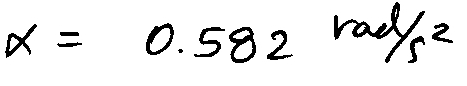 α = 0.582 rad/s²